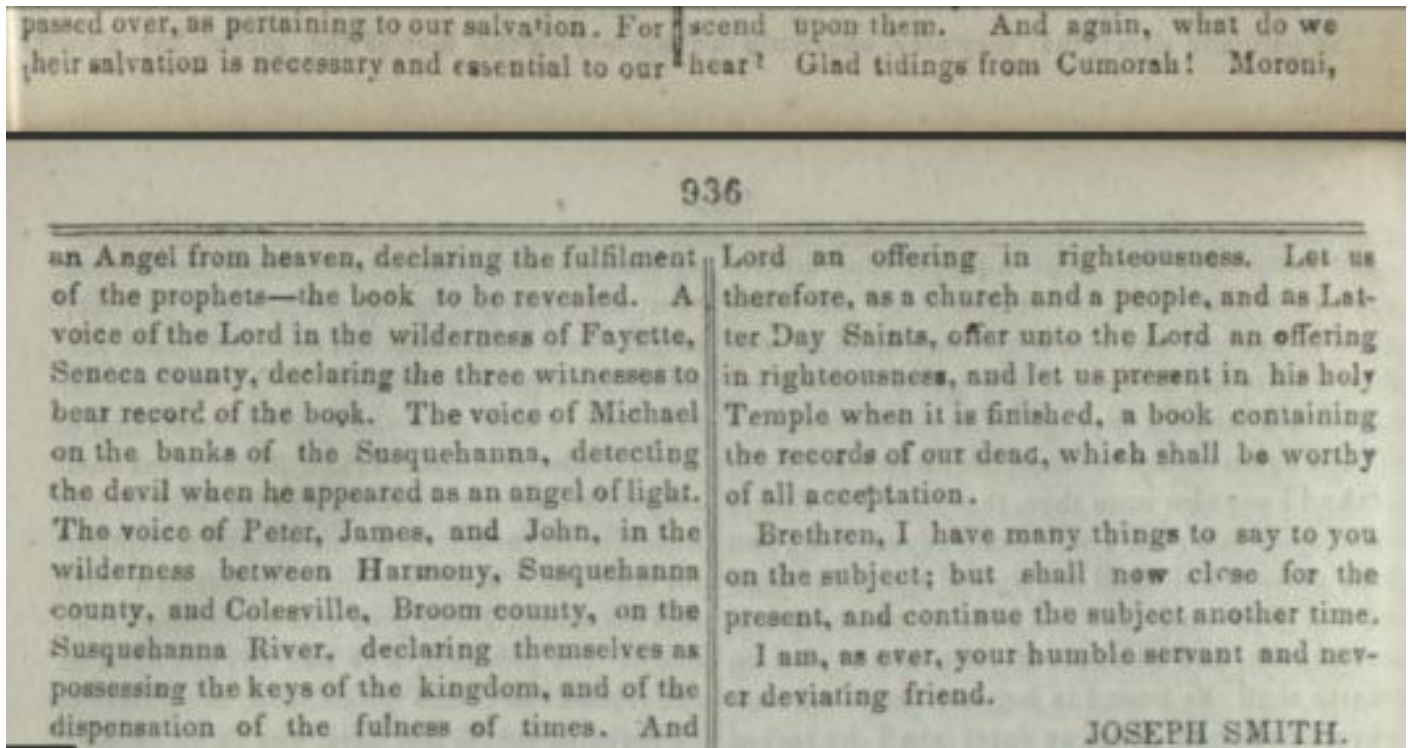 passed over, as pertaining to our salvation. For
their salvation is necessary and essential to our
scend upon them. And again, what do we
hear? Glad tidings from Cumorah! Moroni,
936
an Angel from heaven, declaring the fulfilment
of the prophets—the book to be revealed. A
voice of the Lord in the wilderness of Fayette,
Seneca county, declaring the three witnesses to
bear record of the book. The voice of Michael
on the banks of the Susquehanna, detecting
the devil when he appeared as an angel of light.
The voice of Peter, James, and John, in the
wilderness between Harmony, Susquehanna
county, and Colesville, Broom county, on the
Susquehanna River, declaring themselves as
possessing the keys of the kingdom, and of the
dispensation of the fulness of times. And
Lord an offering in righteousness. Let us
therefore, as a church and a people, and as Lat-
ter Day Saints, offer unto the Lord an offering
in righteousness, and let us present in his holy
Temple when it is finished, a book containing
the records of our dead, which shall be worthy
of all acceptation.
Brethren, I have many things to say to you
on the subject; but shall now close for the
present, and continue the subject another time.
I am, as ever, your humble servant and nev-
er deviating friend.
JOSEPH SMITH.